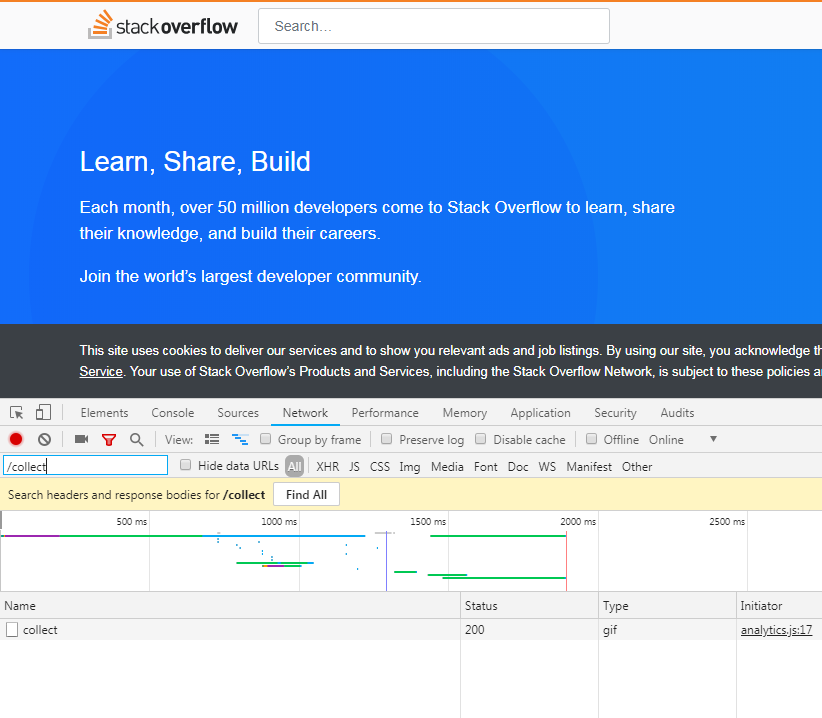 stackoverflow Search…
Learn, Share, Build
Each month, over 50 million developers come to Stack Overflow to learn, share
their knowledge, and build their careers.
Join the world's largest developer community.
This site uses cookies to deliver our services and to show you relevant ads and job listings. By using our site, you acknowledge
Service. Your use of Stack Overflow's Products and Services, including the Stack Overflow Network, is subject to these policies
Elements Console Sources Network Performance Memory Application Security Audits
View: Group by frame Preserve log Disable cache Offline Online
/collect Hide data URLs All XHR JS CSS Img Media Font Doc WS Manifest Other
Search headers and response bodies for /collect Find All
500 ms 1000 ms 1500 ms 2000 ms 2500 ms
Name Status Type Initiator
collect 200 gif analytics.js:17